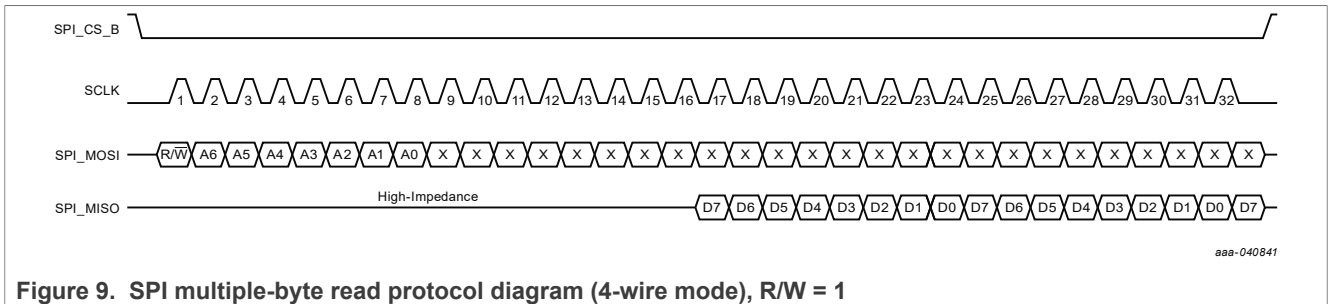 SPI_CS_B
SCLK 1 2 3 4 5 6 7 8 9 10 11 12 13 14 15 16 17 18 19 20 21 22 23 24 25 26 27 28 29 30 31 32
SPI_MOSI R/W A6 A5 A4 A3 A2 A1 A0 X X X X X X X X X X X X X X X X X X X X X X X X X
SPI_MISO High-Impedance D7 D6 D5 D4 D3 D2 D1 D0 D7 D6 D5 D4 D3 D2 D1 D0 D7
aaa-040841
Figure 9. SPI multiple-byte read protocol diagram (4-wire mode), R/W = 1